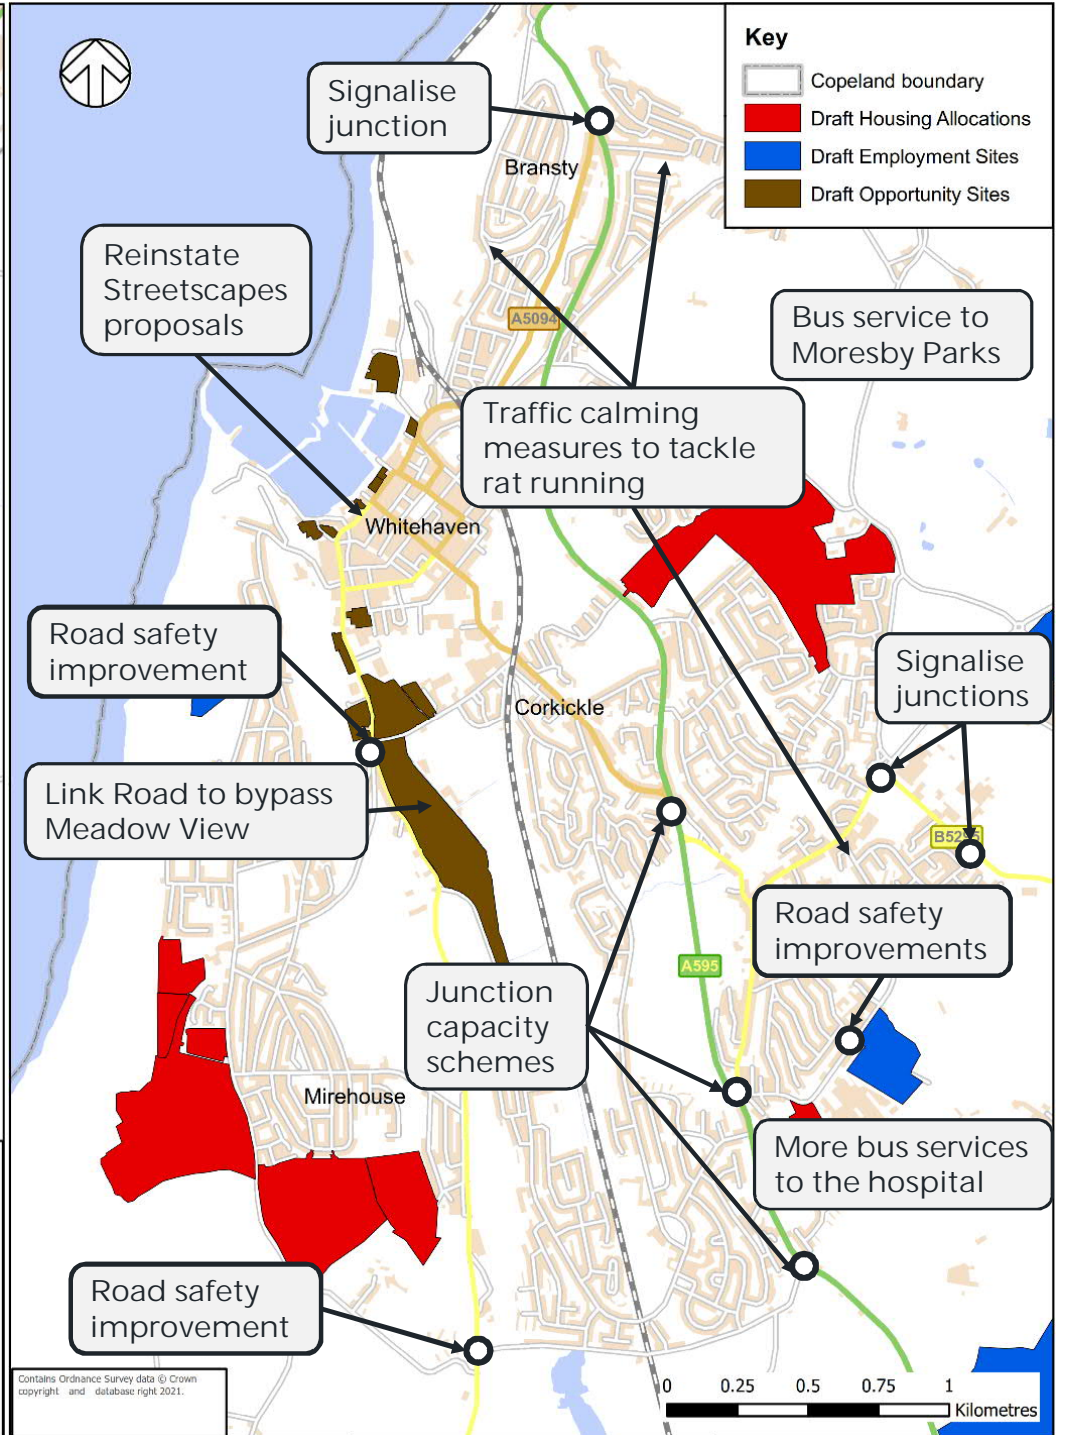 Key
Copeland boundary
Draft Housing Allocations
Draft Employment Sites
Draft Opportunity Sites
Signalise
junction
Bransty
Reinstate
Streetscapes
proposals
A5094
Bus service to
Moresby Parks
Traffic calming
measures to tackle
rat running
Whitehaven
Road safety
improvement
Signalise
junctions
Corkickle
Link Road to bypass
Meadow View
Road safety
improvements
A595
Junction
capacity
schemes
Mirehouse
More bus services
to the hospital
Road safety
improvement
Contains Ordnance Survey data © Crown
copyright and database right 2021.
0 0.25 0.5 0.75 1
Kilometres